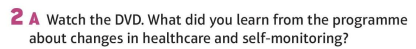 2 A Watch the DVD. What did you learn from the programme
about changes in healthcare and self-monitoring?